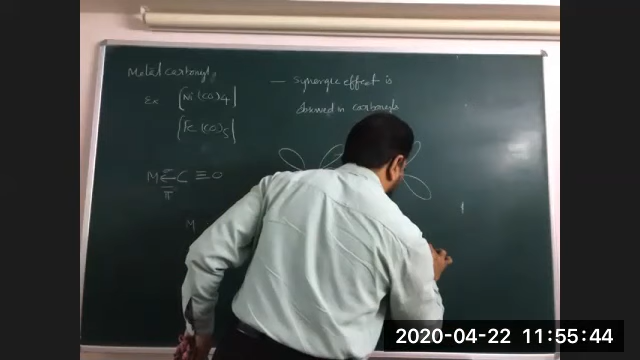 Metal carbonyl,
Ex [Ni(CO)4]
[Fe(CO)5]
— Synergic effect is
observed in carbonyls
M ⇄ C ≡ O
σ
π
M
2020-04-22 11:55:44